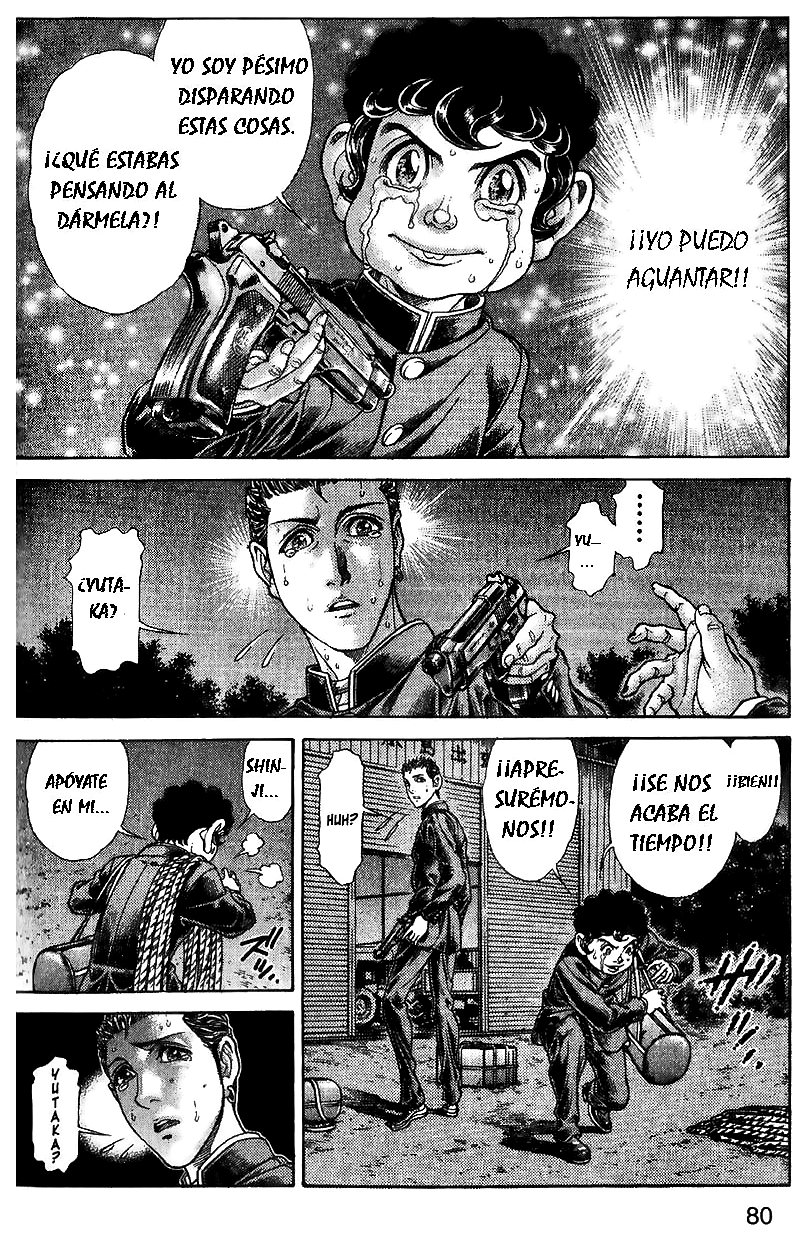 ¡¡YO PUEDO
AGUANTAR!!
YO SOY PÉSIMO
DISPARANDO
ESTAS COSAS.
¡¿QUÉ ESTABAS
PENSANDO AL
DÁRMELA?!
......
YU-
...
¿YUTA-
KA?
¡¡BIEN!!
¡¡SE NOS
ACABA EL
TIEMPO!!
¡¡APRE-
SURÉMO-
NOS!!
HUH?
SHIN-
JI...
APÓYATE
EN MI...
YUTAKA?
80